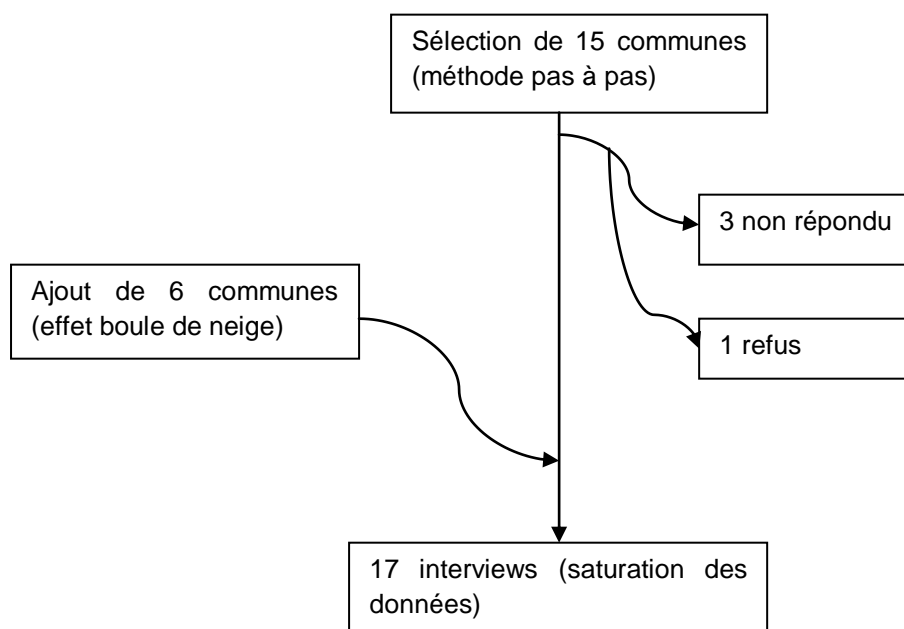 Sélection de 15 communes
(méthode pas à pas)
3 non répondu
Ajout de 6 communes
(effet boule de neige)
1 refus
17 interviews (saturation des
données)